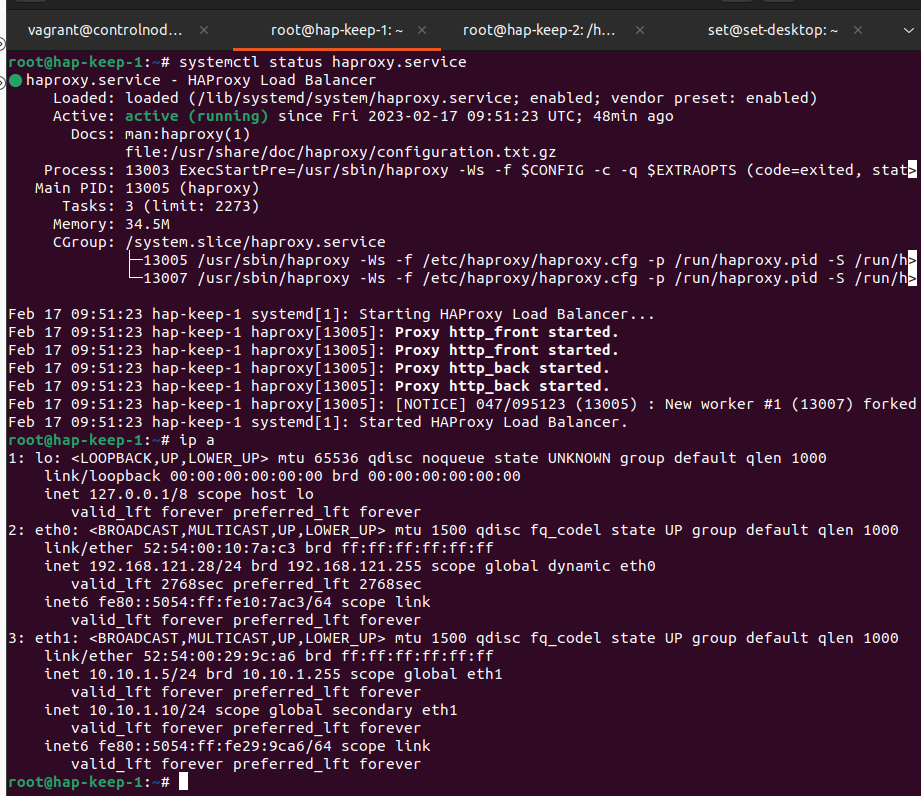 vagrant@controlnod...
root@hap-keep-1: ~
root@hap-keep-2: /h...
set@set-desktop: ~
root@hap-keep-1:~# systemctl status haproxy.service
haproxy.service - HAProxy Load Balancer
Loaded: loaded (/lib/systemd/system/haproxy.service; enabled; vendor preset: enabled)
Active: active (running) since Fri 2023-02-17 09:51:23 UTC; 48min ago
Docs: man:haproxy(1)
file:/usr/share/doc/haproxy/configuration.txt.gz
Process: 13003 ExecStartPre=/usr/sbin/haproxy -Ws -f $CONFIG -c -q $EXTRAOPTS (code=exited, stat>
Main PID: 13005 (haproxy)
Tasks: 3 (limit: 2273)
Memory: 34.5M
CGroup: /system.slice/haproxy.service
├─13005 /usr/sbin/haproxy -Ws -f /etc/haproxy/haproxy.cfg -p /run/haproxy.pid -S /run/h>
└─13007 /usr/sbin/haproxy -Ws -f /etc/haproxy/haproxy.cfg -p /run/haproxy.pid -S /run/h>
Feb 17 09:51:23 hap-keep-1 systemd[1]: Starting HAProxy Load Balancer...
Feb 17 09:51:23 hap-keep-1 haproxy[13005]: Proxy http_front started.
Feb 17 09:51:23 hap-keep-1 haproxy[13005]: Proxy http_front started.
Feb 17 09:51:23 hap-keep-1 haproxy[13005]: Proxy http_back started.
Feb 17 09:51:23 hap-keep-1 haproxy[13005]: Proxy http_back started.
Feb 17 09:51:23 hap-keep-1 haproxy[13005]: [NOTICE] 047/095123 (13005) : New worker #1 (13007) forked
Feb 17 09:51:23 hap-keep-1 systemd[1]: Started HAProxy Load Balancer.
root@hap-keep-1:~# ip a
1: lo: <LOOPBACK,UP,LOWER_UP> mtu 65536 qdisc noqueue state UNKNOWN group default qlen 1000
link/loopback 00:00:00:00:00:00 brd 00:00:00:00:00:00
inet 127.0.0.1/8 scope host lo
valid_lft forever preferred_lft forever
2: eth0: <BROADCAST,MULTICAST,UP,LOWER_UP> mtu 1500 qdisc fq_codel state UP group default qlen 1000
link/ether 52:54:00:10:7a:c3 brd ff:ff:ff:ff:ff:ff
inet 192.168.121.28/24 brd 192.168.121.255 scope global dynamic eth0
valid_lft 2768sec preferred_lft 2768sec
inet6 fe80::5054:ff:fe10:7ac3/64 scope link
valid_lft forever preferred_lft forever
3: eth1: <BROADCAST,MULTICAST,UP,LOWER_UP> mtu 1500 qdisc fq_codel state UP group default qlen 1000
link/ether 52:54:00:29:9c:a6 brd ff:ff:ff:ff:ff:ff
inet 10.10.1.5/24 brd 10.10.1.255 scope global eth1
valid_lft forever preferred_lft forever
inet 10.10.1.10/24 scope global secondary eth1
valid_lft forever preferred_lft forever
inet6 fe80::5054:ff:fe29:9ca6/64 scope link
valid_lft forever preferred_lft forever
root@hap-keep-1:~#